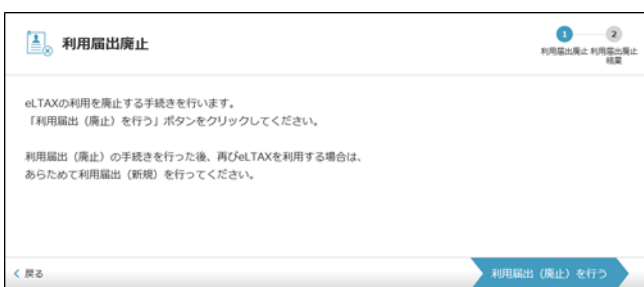 利用届出廃止
1
2
利用届出廃止
利用届出廃止
結果
eLTAXの利用を廃止する手続きを行います。
「利用届出（廃止）を行う」ボタンをクリックしてください。
利用届出（廃止）の手続きを行った後、再びeLTAXを利用する場合は、
あらためて利用届出（新規）を行ってください。
戻る
利用届出（廃止）を行う